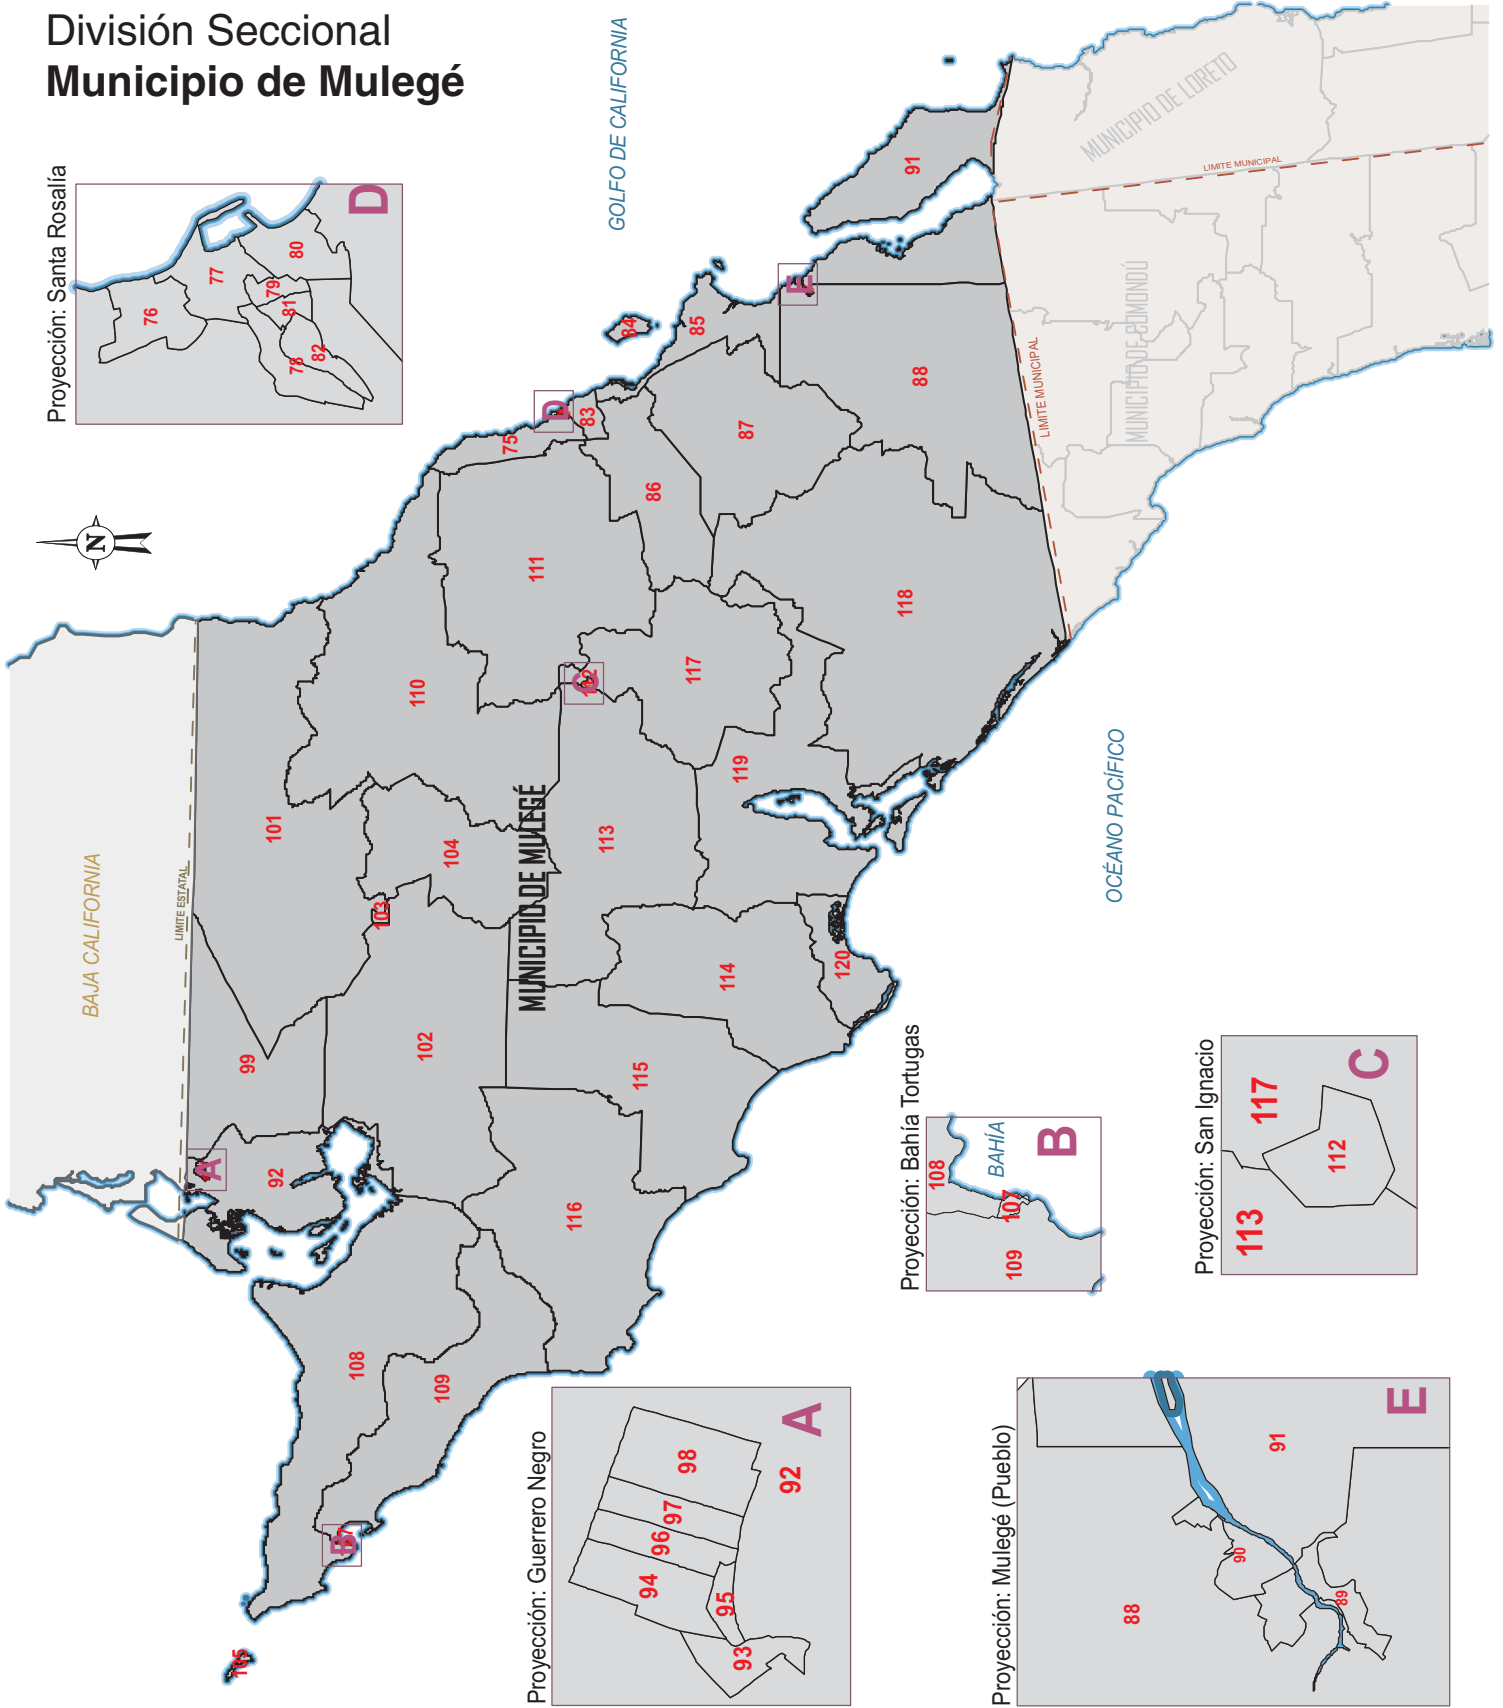 División Seccional
Municipio de Mulegé
GOLFO DE CALIFORNIA
Proyección: Santa Rosalía
D
76
77
80
79
81
78
82
N
BAJA CALIFORNIA
LIMITE ESTATAL
MUNICIPIO DE LORETO
LIMITE MUNICIPAL
MUNICIPIO DE COMONDÚ
LIMITE MUNICIPAL
MUNICIPIO DE MULEGÉ
OCÉANO PACÍFICO
91
84
85
E
88
D
83
75
87
86
111
118
117
C
112
110
119
101
113
104
103
114
120
102
99
115
A
92
116
108
109
B
105
Proyección: Guerrero Negro
A
98
97
96
94
95
93
92
Proyección: Bahía Tortugas
108
BAHÍA
107
109
B
Proyección: San Ignacio
117
112
113
C
Proyección: Mulegé (Pueblo)
E
91
90
89
88